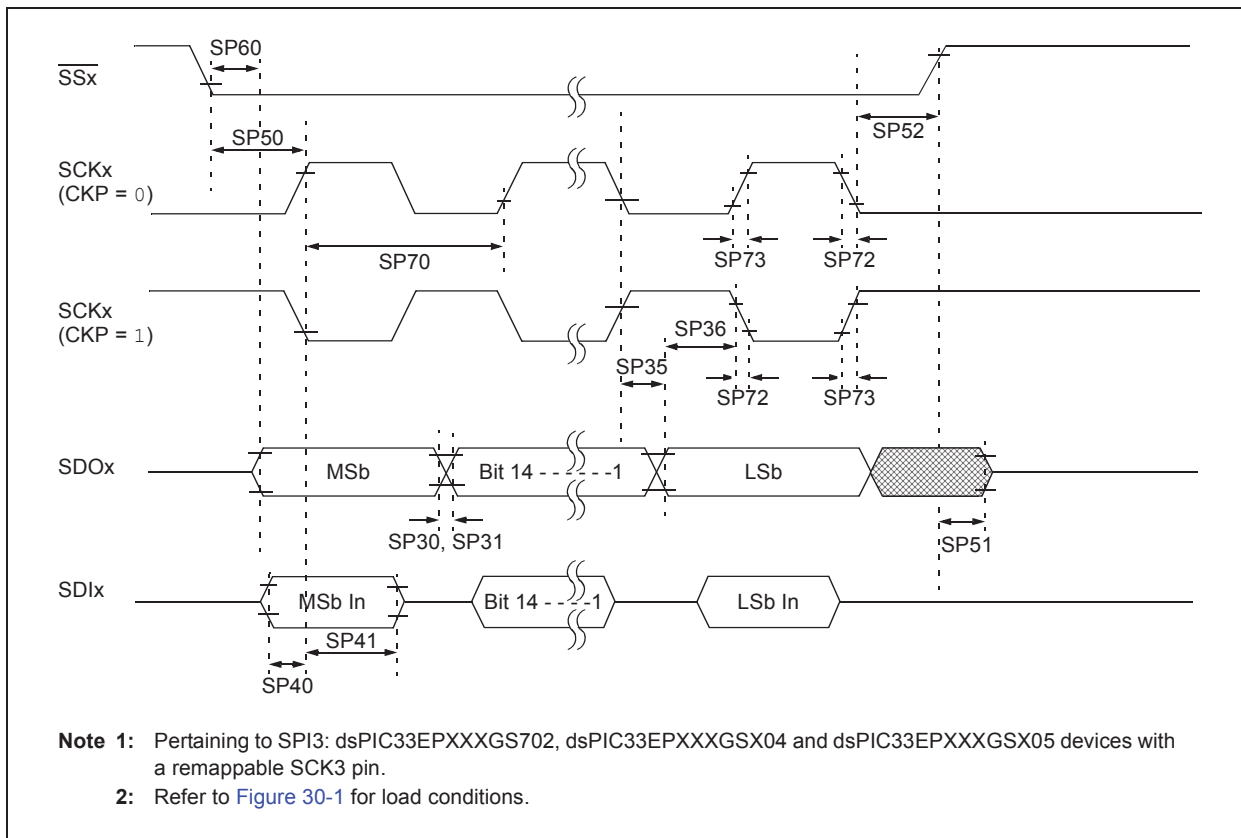 SP60
SSx
SP50
SP52
SCKx
(CKP = 0)
SP70
SP73
SP72
SCKx
(CKP = 1)
SP36
SP35
SP72
SP73
SDOx
MSb
Bit 14 - - - - - -1
LSb
SP30, SP31
SP51
SDIx
MSb In
Bit 14 - - - -1
LSb In
SP41
SP40
Note 1: Pertaining to SPI3: dsPIC33EPXXXGS702, dsPIC33EPXXXGSX04 and dsPIC33EPXXXGSX05 devices with
a remappable SCK3 pin.
2: Refer to Figure 30-1 for load conditions.